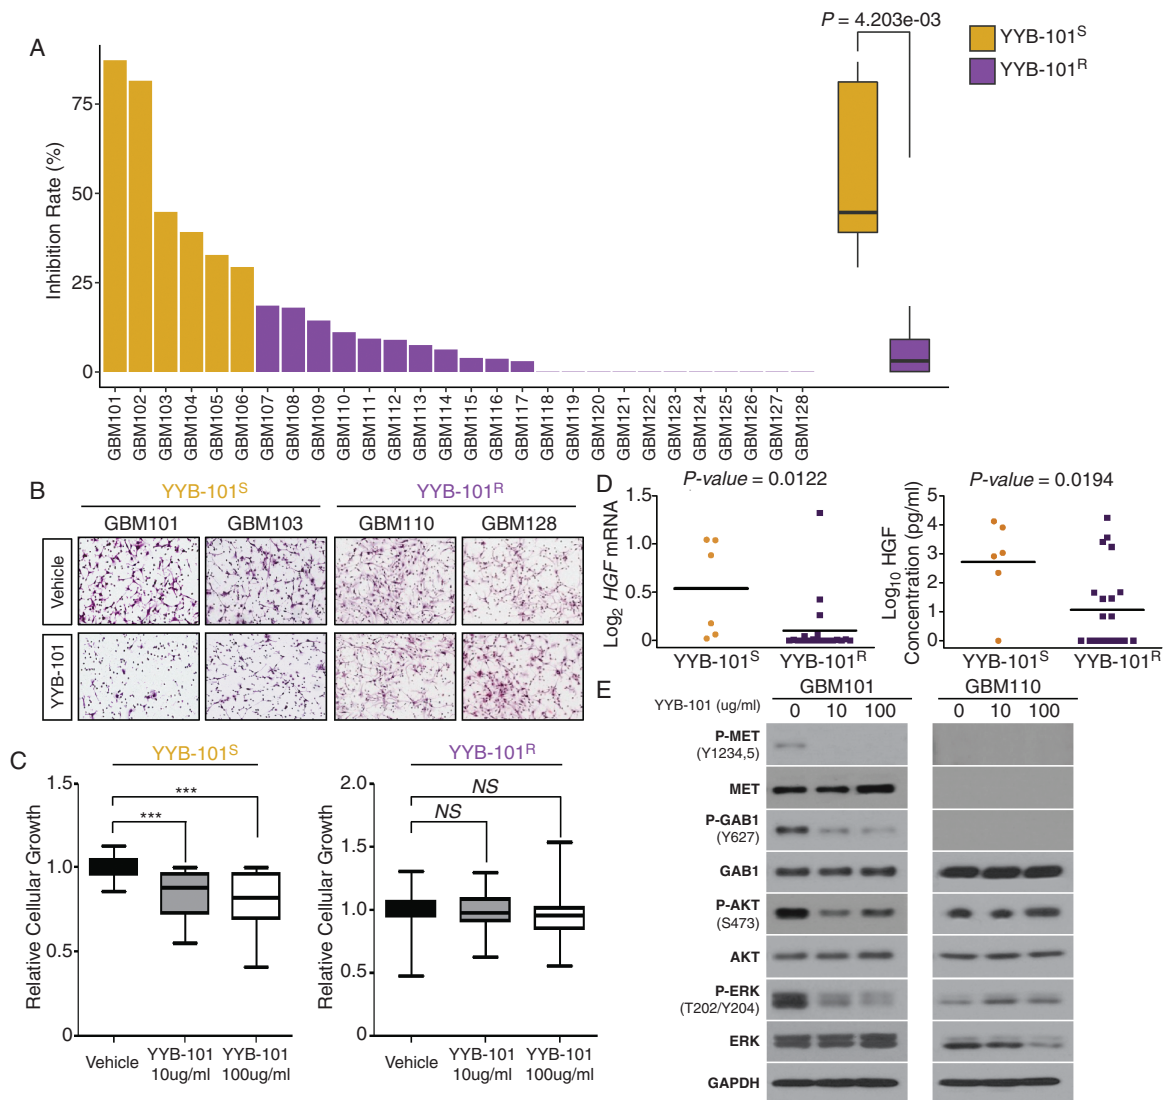 A
P = 4.203e-03
YYB-101S
YYB-101R
Inhibition Rate (%)
75
50
25
0
GBM101
GBM102
GBM103
GBM104
GBM105
GBM106
GBM107
GBM108
GBM109
GBM110
GBM111
GBM112
GBM113
GBM114
GBM115
GBM116
GBM117
GBM118
GBM119
GBM120
GBM121
GBM122
GBM123
GBM124
GBM125
GBM126
GBM127
GBM128
B
YYB-101S
YYB-101R
GBM101
GBM103
GBM110
GBM128
Vehicle
YYB-101
C
YYB-101S
Relative Cellular Growth
1.5
1.0
0.5
0
***
***
Vehicle
YYB-101
10ug/ml
YYB-101
100ug/ml
YYB-101R
Relative Cellular Growth
2.0
1.5
1.0
0.5
0
NS
NS
Vehicle
YYB-101
10ug/ml
YYB-101
100ug/ml
D
P-value = 0.0122
Log2 HGF mRNA
1.5
1.0
0.5
0
YYB-101S
YYB-101R
P-value = 0.0194
Log10 HGF
Concentration (pg/ml)
5
4
3
2
1
0
YYB-101S
YYB-101R
E
GBM101
GBM110
YYB-101 (ug/ml)
0 10 100
0 10 100
P-MET
(Y1234,5)
MET
P-GAB1
(Y627)
GAB1
P-AKT
(S473)
AKT
P-ERK
(T202/Y204)
ERK
GAPDH